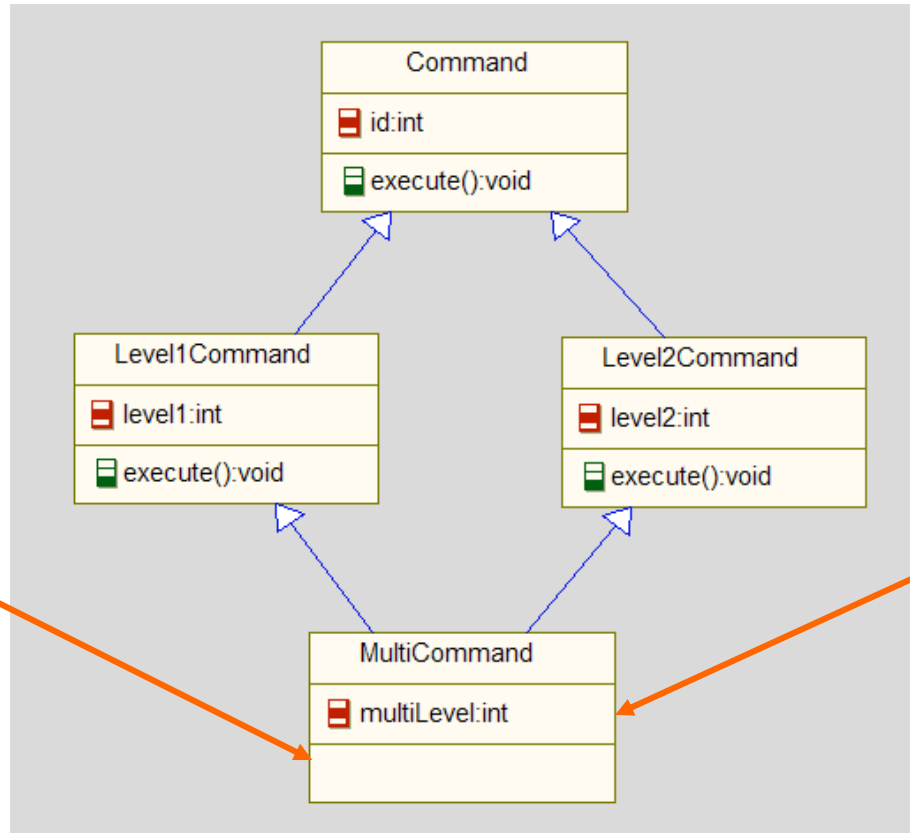 Command
id:int
execute():void
Level1Command
level1:int
execute():void
Level2Command
level2:int
execute():void
MultiCommand
multiLevel:int